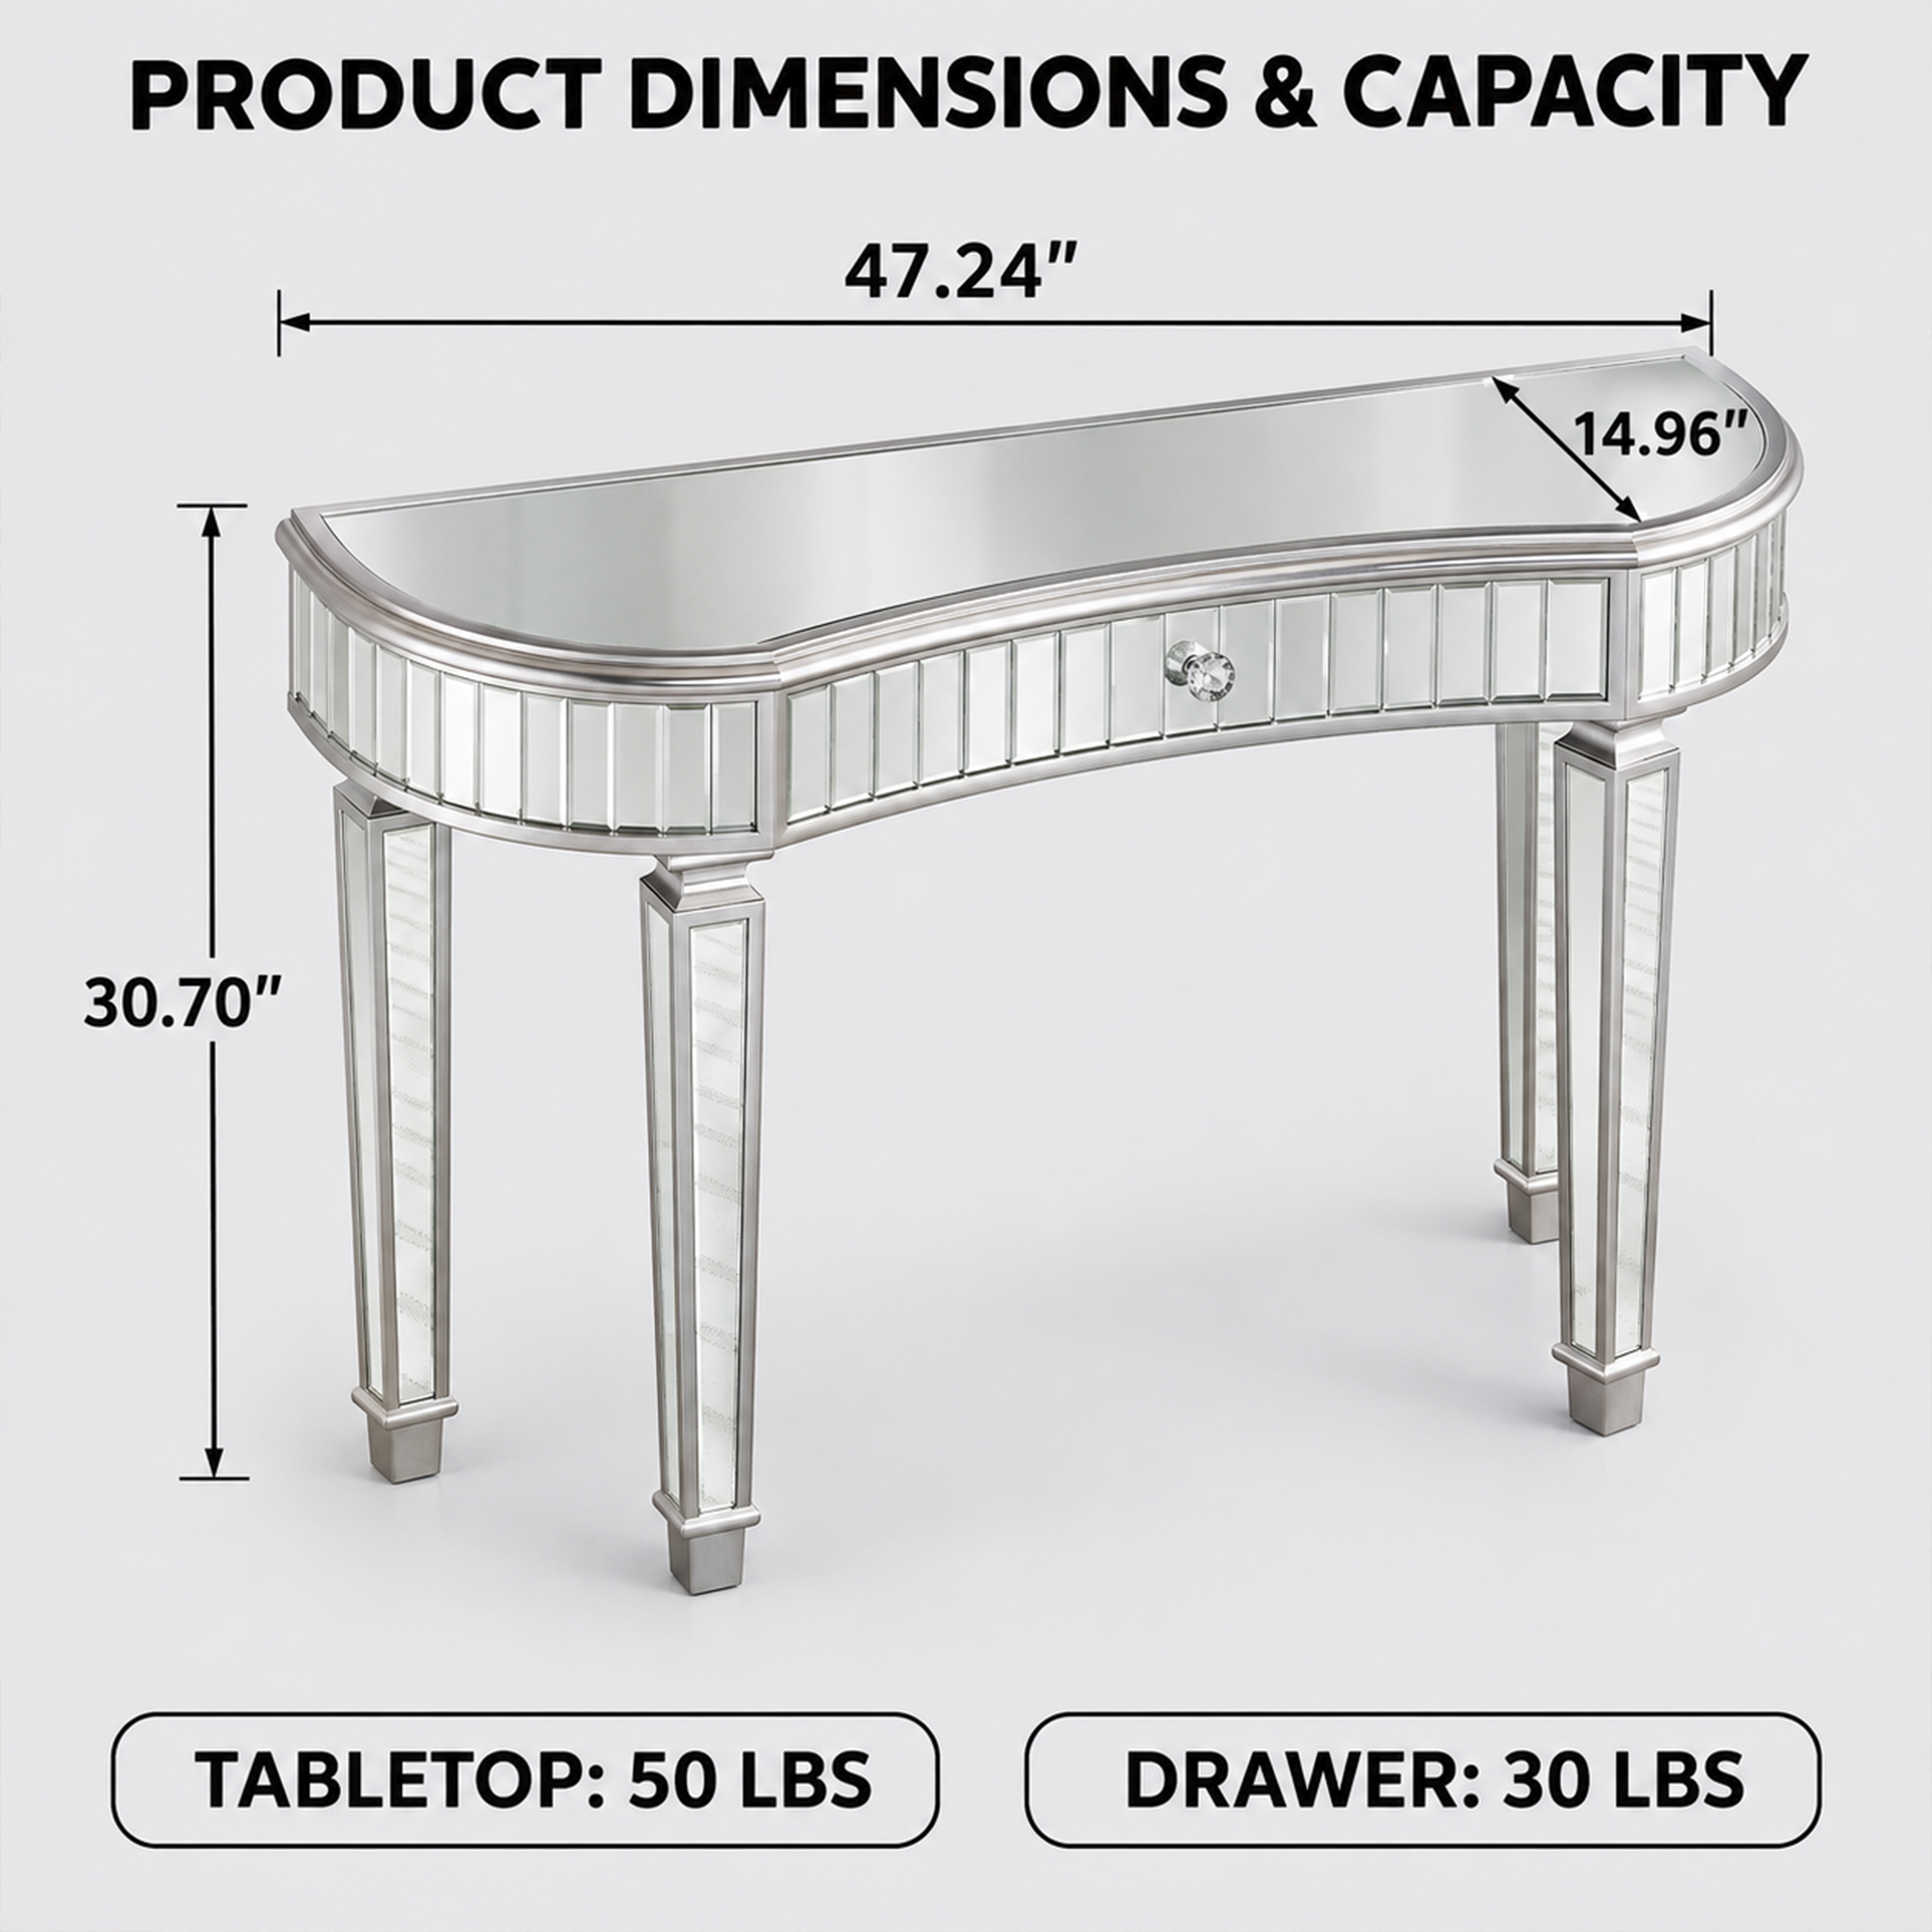 PRODUCT DIMENSIONS & CAPACITY
47.24"
14.96"
30.70"
TABLETOP: 50 LBS
DRAWER: 30 LBS